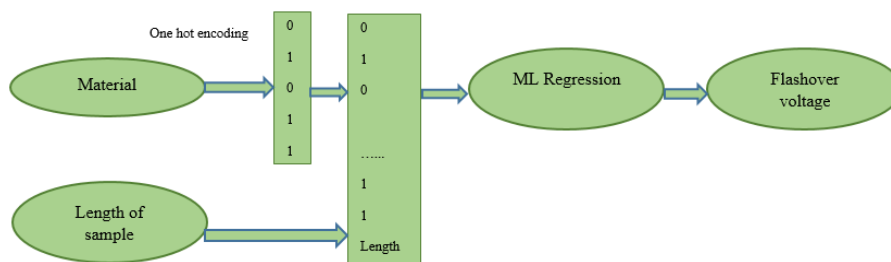 One hot encoding
Material
0
1
0
1
1
0
1
0
…...
1
1
Length
Length of
sample
ML Regression
Flashover
voltage